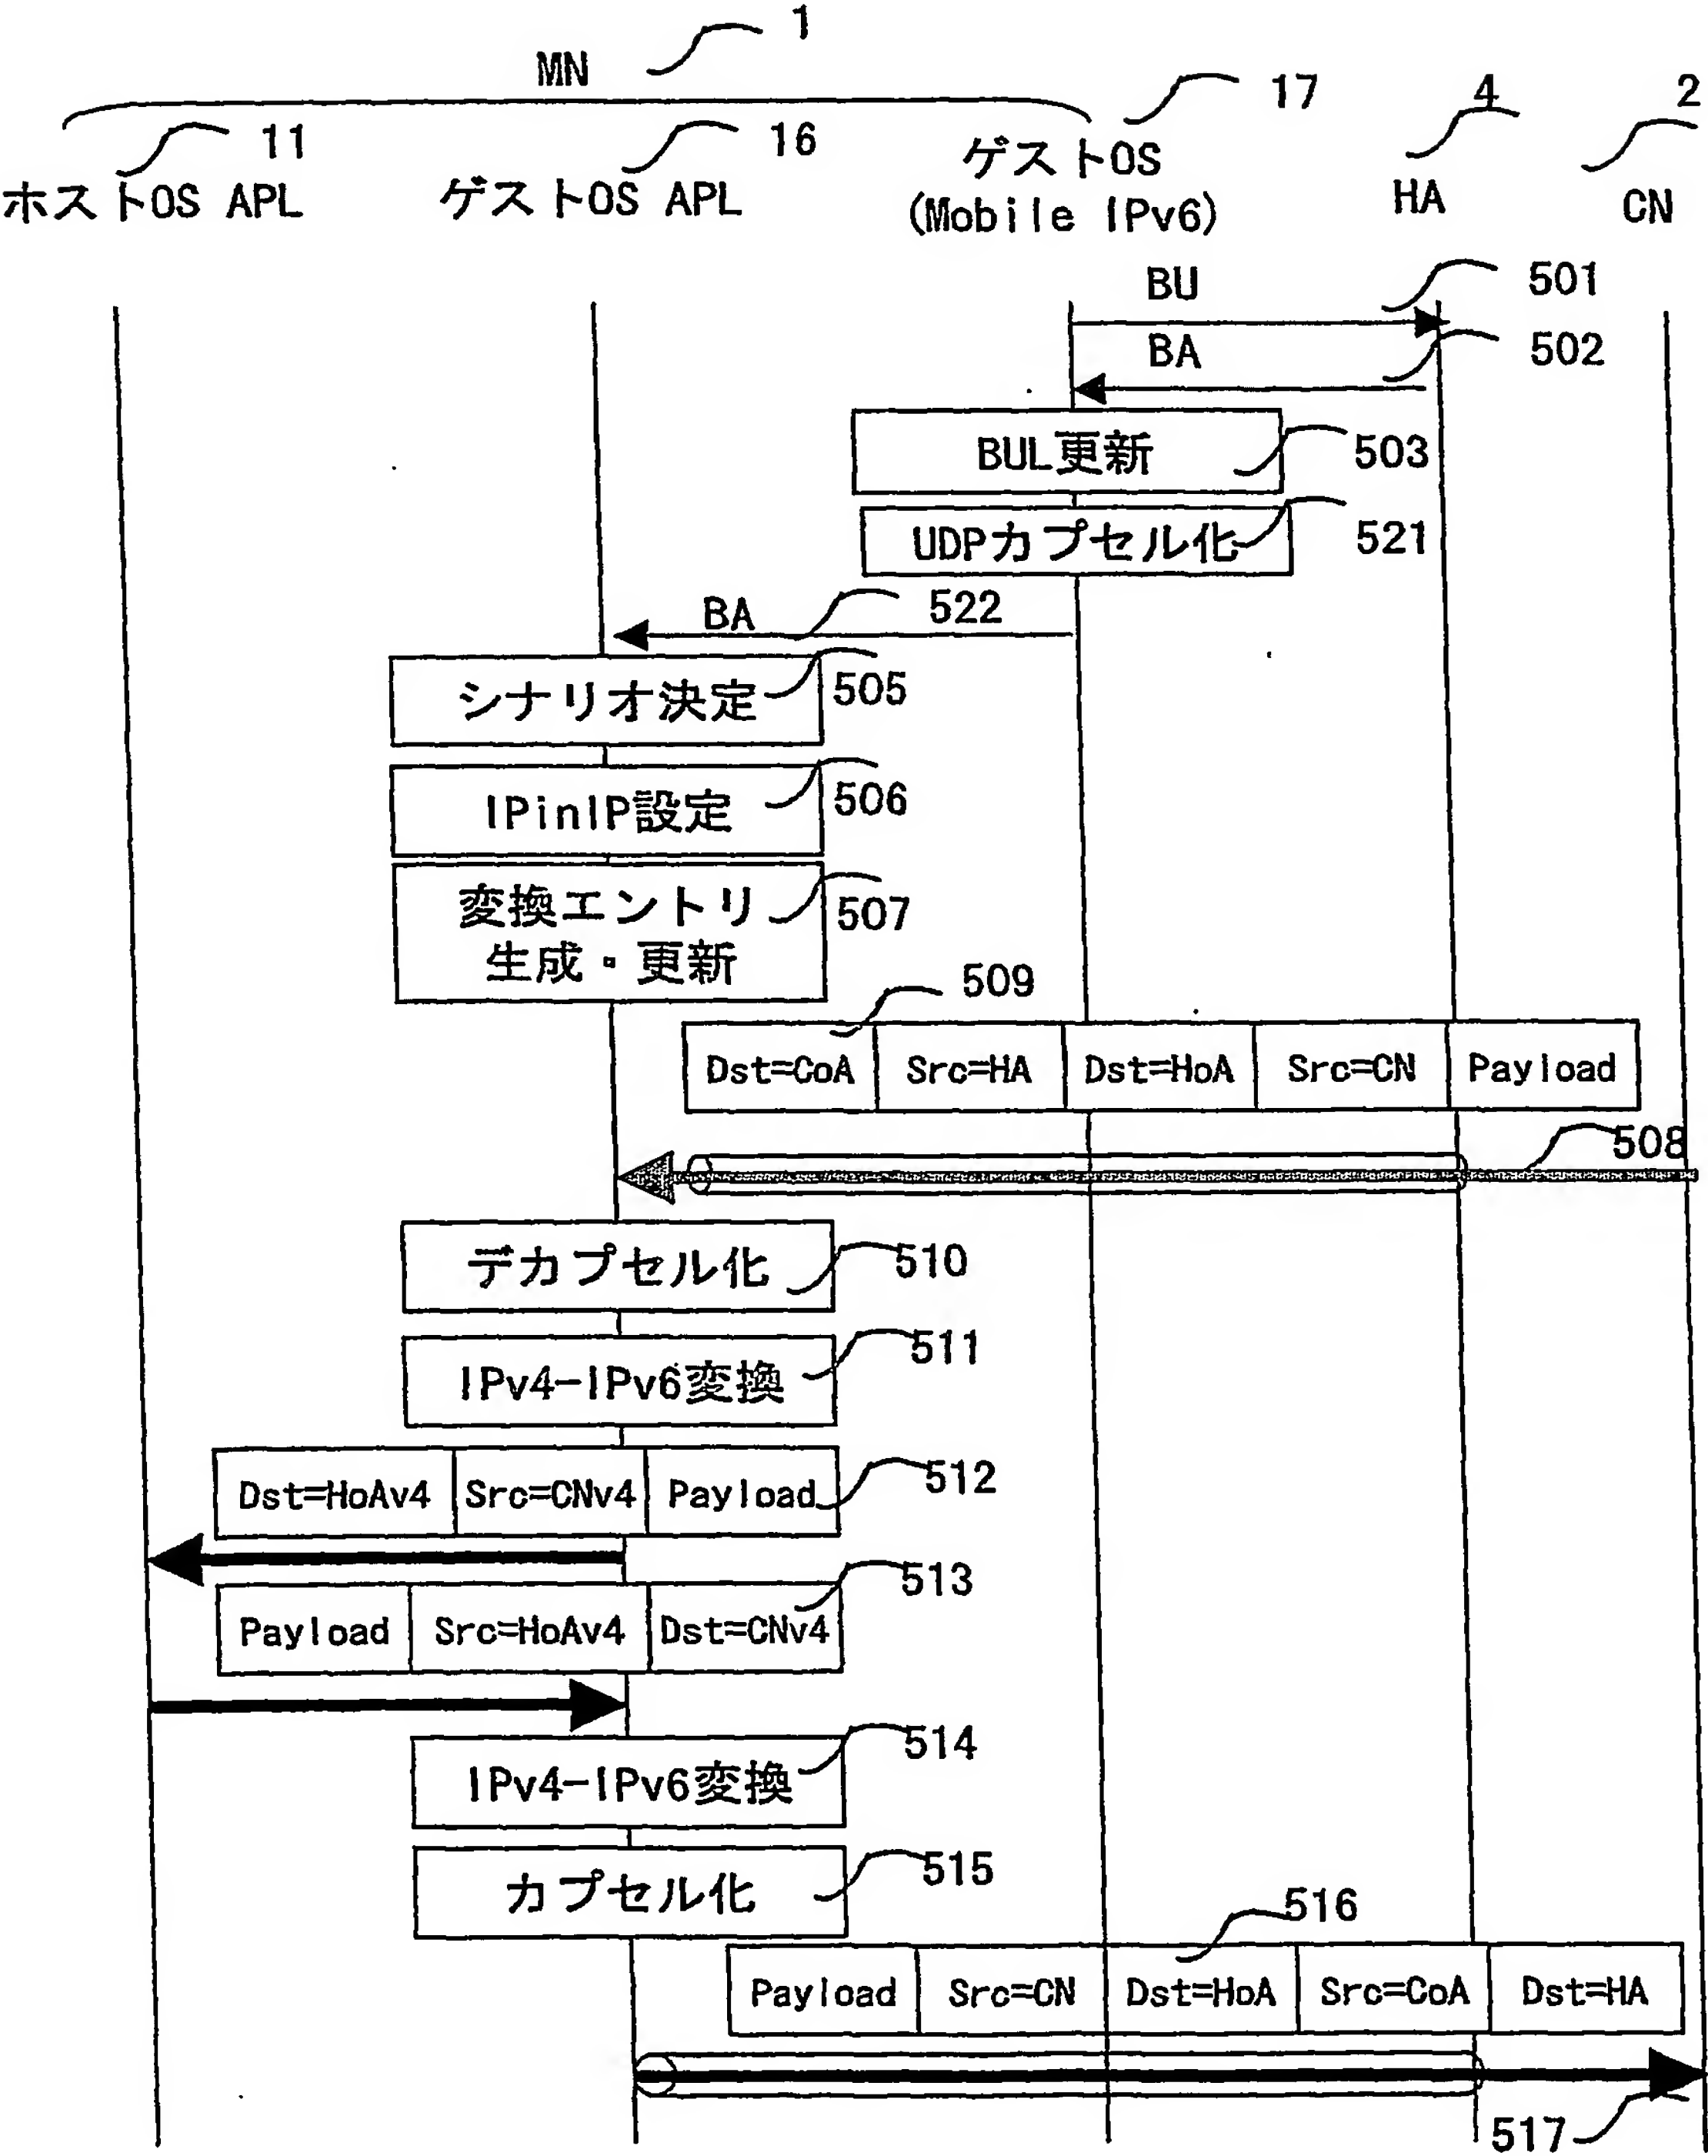 1
MN
17
4
2
11
16
ゲストOS
(Mobile IPv6)
ホストOS APL
ゲストOS APL
HA
CN
BU
501
BA
502
BUL更新
503
UDPカプセル化
521
BA
522
シナリオ決定
505
IPinIP設定
506
変換エントリ
生成・更新
507
509
Dst=CoA Src=HA Dst=HoA Src=CN Payload
508
デカプセル化
510
IPv4-IPv6変換
511
Dst=HoAv4 Src=CNv4 Payload
512
513
Payload Src=HoAv4 Dst=CNv4
IPv4-IPv6変換
514
カプセル化
515
516
Payload Src=CN Dst=HoA Src=CoA Dst=HA
517